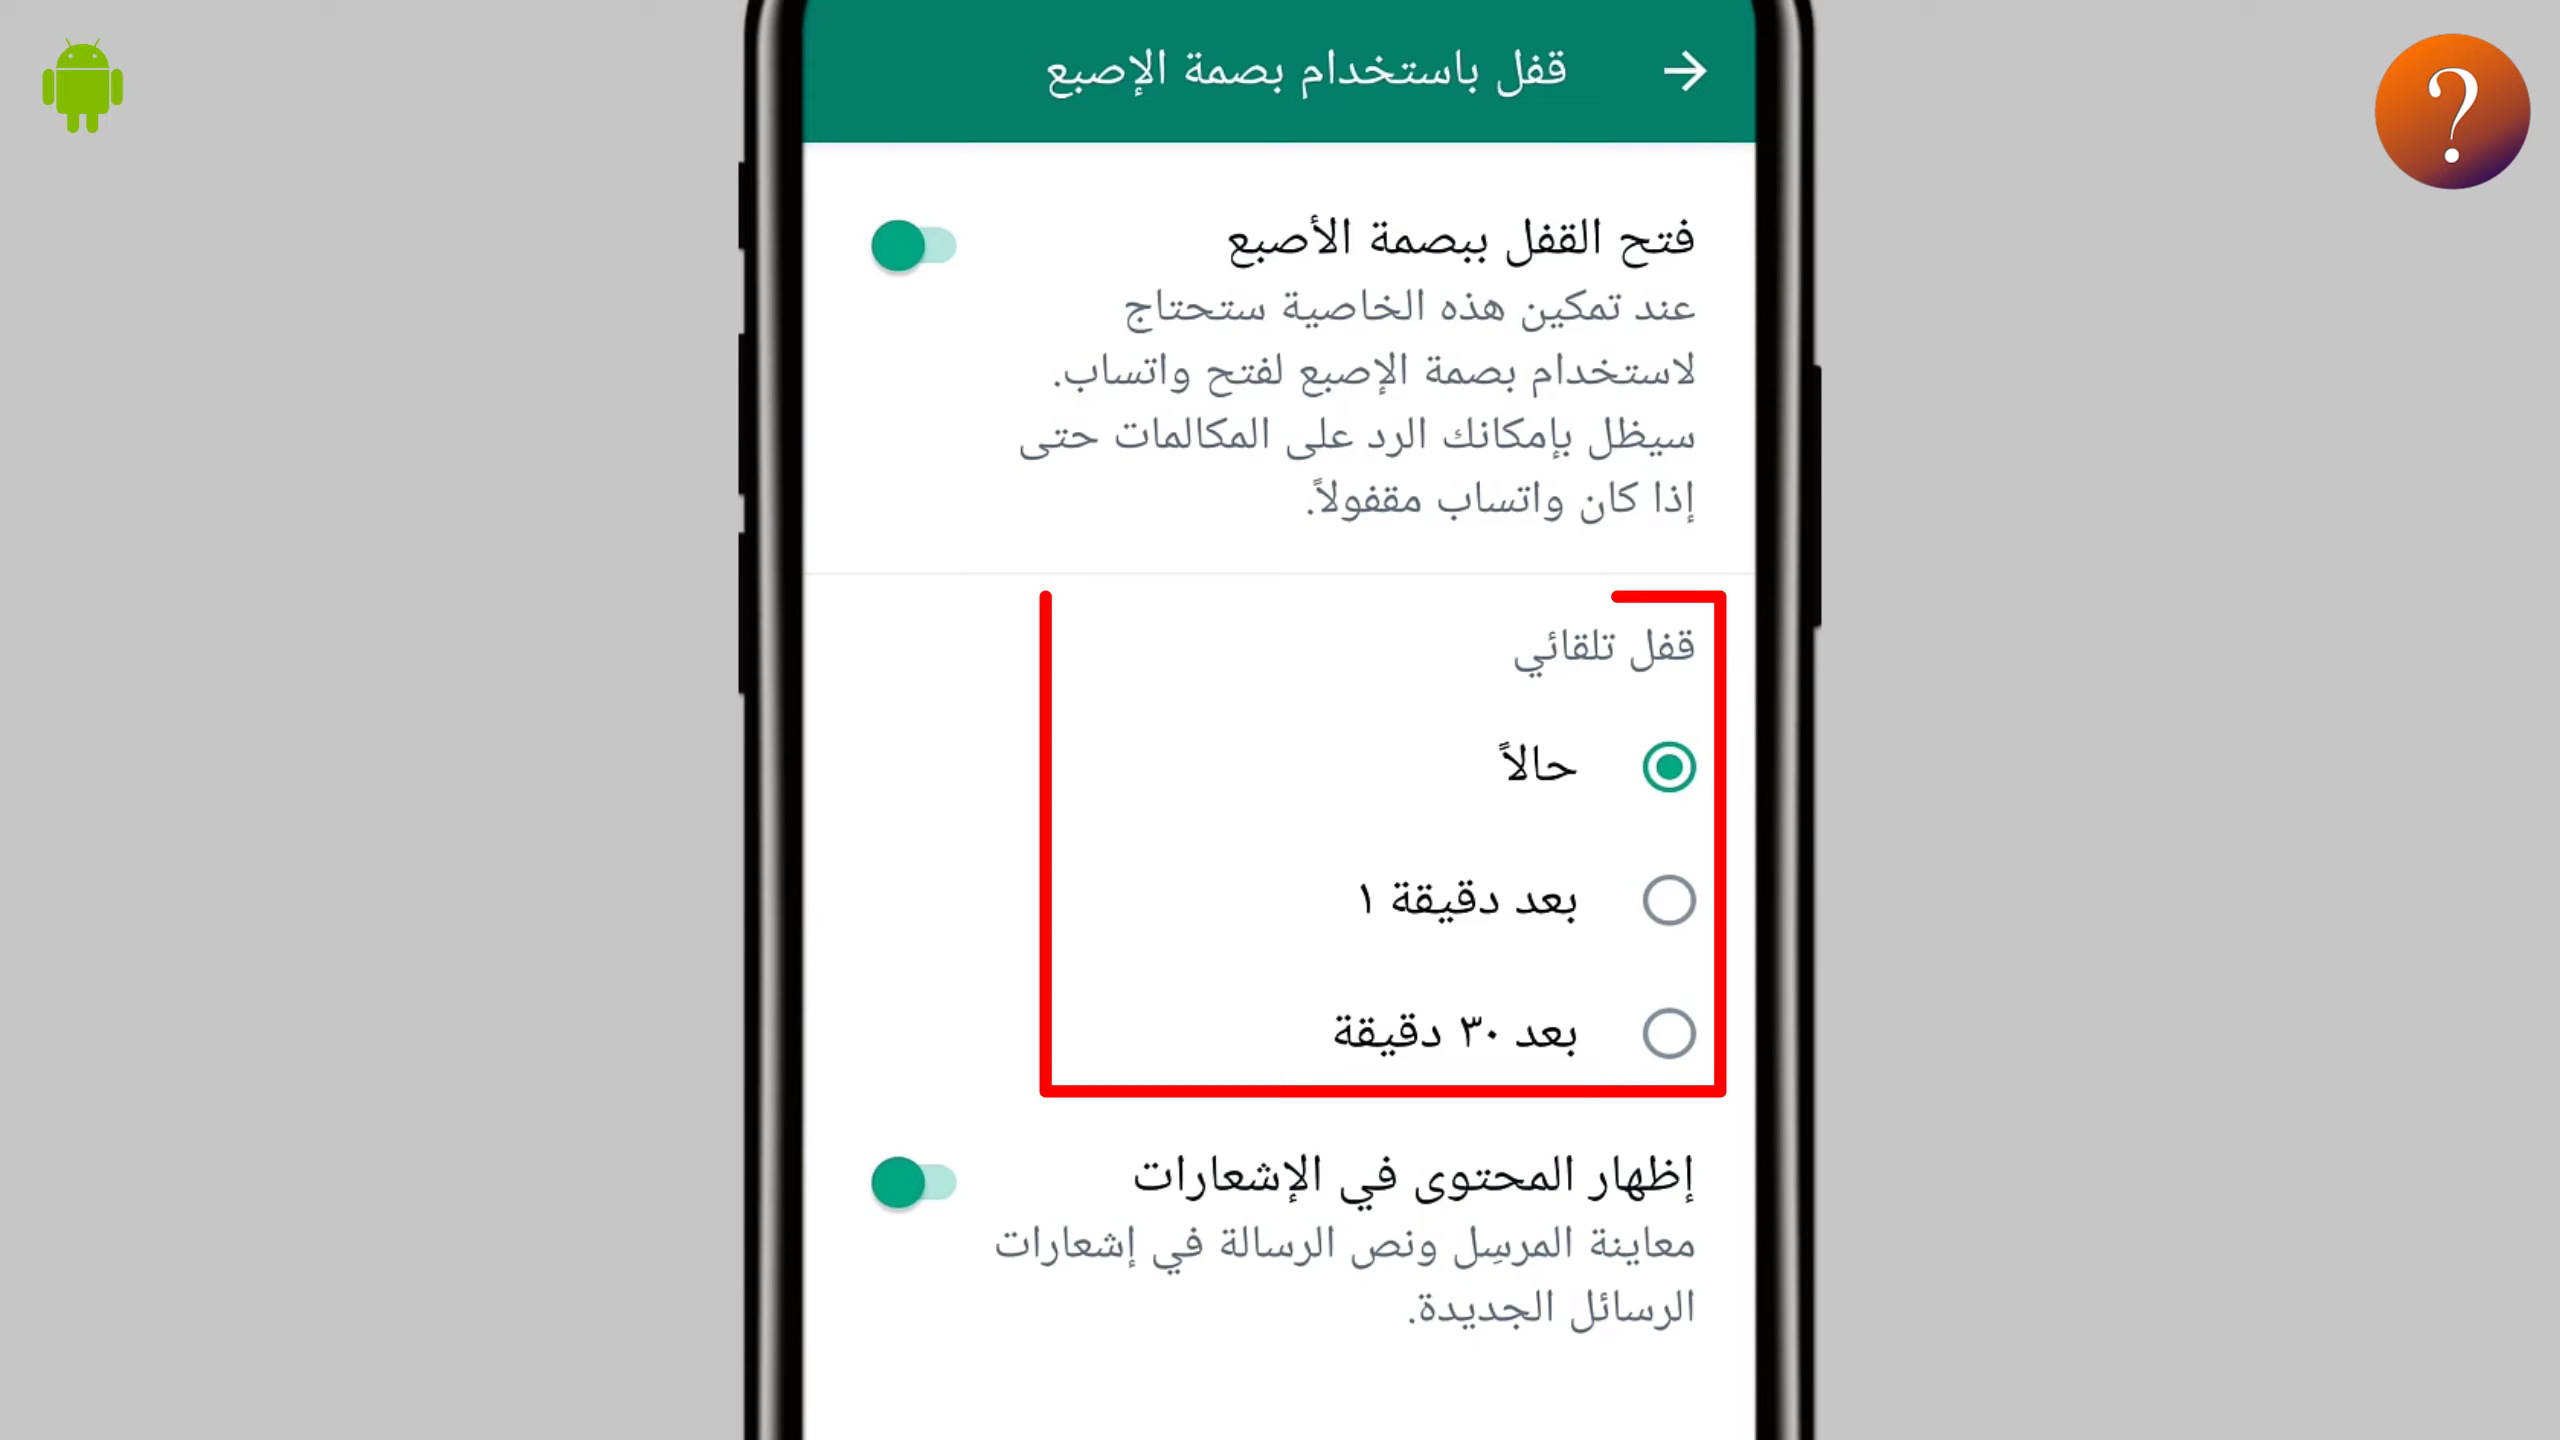 قفل باستخدام بصمة الإصبع
فتح القفل ببصمة الأصبع
عند تمكين هذه الخاصية ستحتاج
لاستخدام بصمة الإصبع لفتح واتساب.
سيظل بإمكانك الرد على المكالمات حتى
إذا كان واتساب مقفولاً.
قفل تلقائي
حالاً
بعد دقيقة ١
بعد ٣٠ دقيقة
إظهار المحتوى في الإشعارات
معاينة المرسِل ونص الرسالة في إشعارات
الرسائل الجديدة.
?